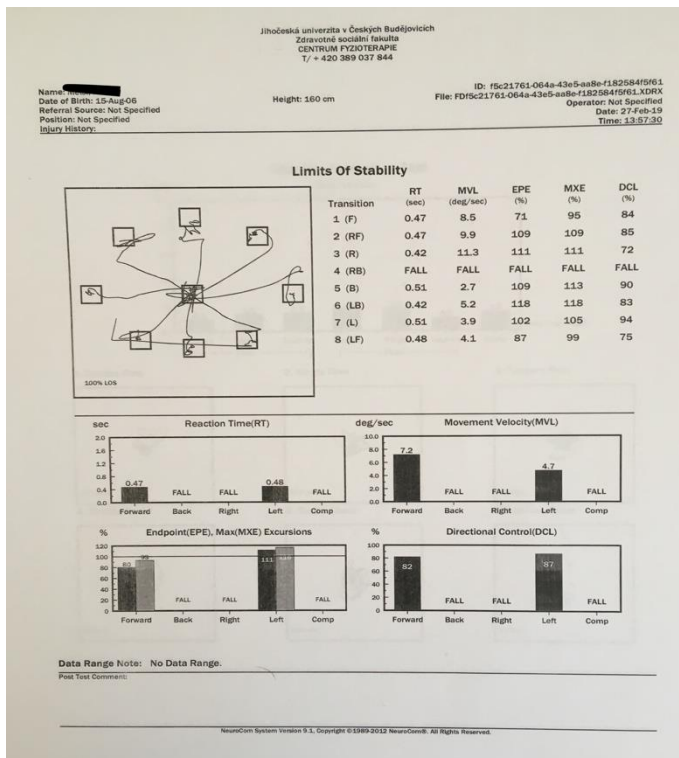 Jihočeská univerzita v Českých Budějovicích
Zdravotně sociální fakulta
CENTRUM FYZIOTERAPIE
T/ + 420 389 037 844
Name:
Date of Birth: 15-Aug-06
Referral Source: Not Specified
Position: Not Specified
Injury History:
Height: 160 cm
ID: f5c21761-064a-43e5-aa8e-f182584f5f61
File: FDf5c21761-064a-43e5-aa8e-f182584f5f61.XDRX
Operator: Not Specified
Date: 27-Feb-19
Time: 13:57:30
Limits Of Stability
100% LOS
Transition RT (sec) MVL (deg/sec) EPE (%) MXE (%) DCL (%)
1 (F) 0.47 8.5 71 95 84
2 (RF) 0.47 9.9 109 109 85
3 (R) 0.42 11.3 111 111 72
4 (RB) FALL FALL FALL FALL FALL
5 (B) 0.51 2.7 109 113 90
6 (LB) 0.42 5.2 118 118 83
7 (L) 0.51 3.9 102 105 94
8 (LF) 0.48 4.1 87 99 75
sec Reaction Time(RT)
2.0
1.6
1.2
0.8
0.4
0.0
0.47 FALL FALL 0.48 FALL
Forward Back Right Left Comp
deg/sec Movement Velocity(MVL)
10.0
8.0
6.0
4.0
2.0
0.0
7.2 FALL FALL 4.7 FALL
Forward Back Right Left Comp
% Endpoint(EPE), Max(MXE) Excursions
120
100
80
60
40
20
0
FALL FALL 111 FALL
Forward Back Right Left Comp
% Directional Control(DCL)
100
80
60
40
20
0
82 FALL FALL 87 FALL
Forward Back Right Left Comp
Data Range Note: No Data Range.
Post Test Comment:
NeuroCom System Version 9.1, Copyright ©1989-2012 NeuroCom®. All Rights Reserved.